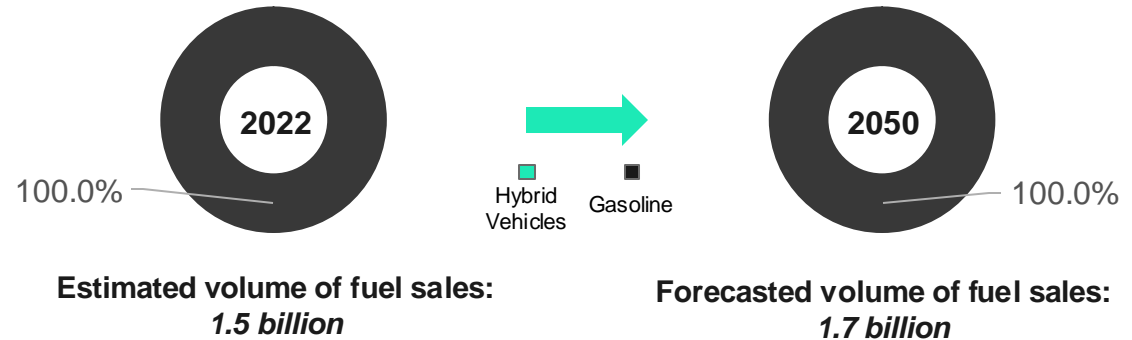 2022
100.0%
Hybrid
Vehicles
Gasoline
2050
100.0%
Estimated volume of fuel sales:
1.5 billion
Forecasted volume of fuel sales:
1.7 billion